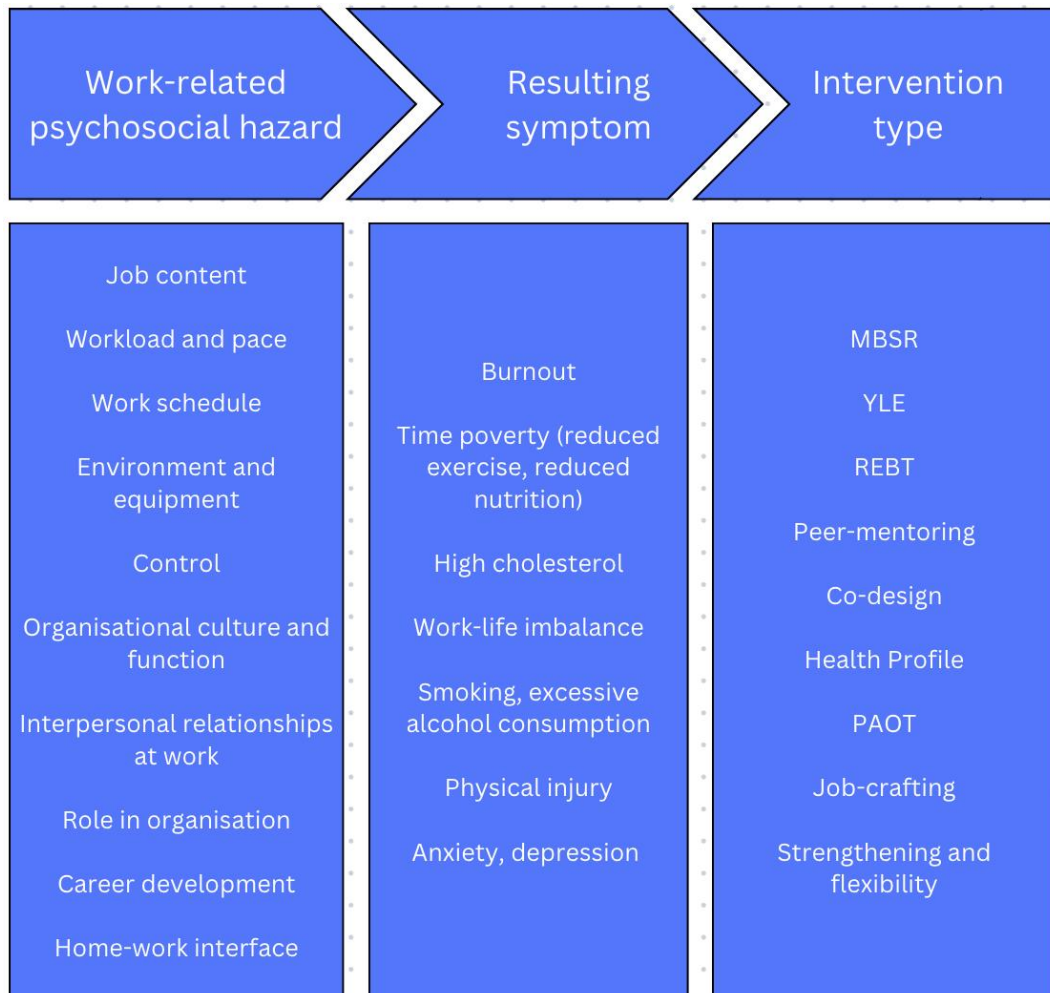 Work-related
psychosocial hazard
Resulting
symptom
Intervention
type
Job content
Workload and pace
Work schedule
Environment and
equipment
Control
Organisational culture and
function
Interpersonal relationships
at work
Role in organisation
Career development
Home-work interface
Burnout
Time poverty (reduced
exercise, reduced
nutrition)
High cholesterol
Work-life imbalance
Smoking, excessive
alcohol consumption
Physical injury
Anxiety, depression
MBSR
YLE
REBT
Peer-mentoring
Co-design
Health Profile
PAOT
Job-crafting
Strengthening and
flexibility